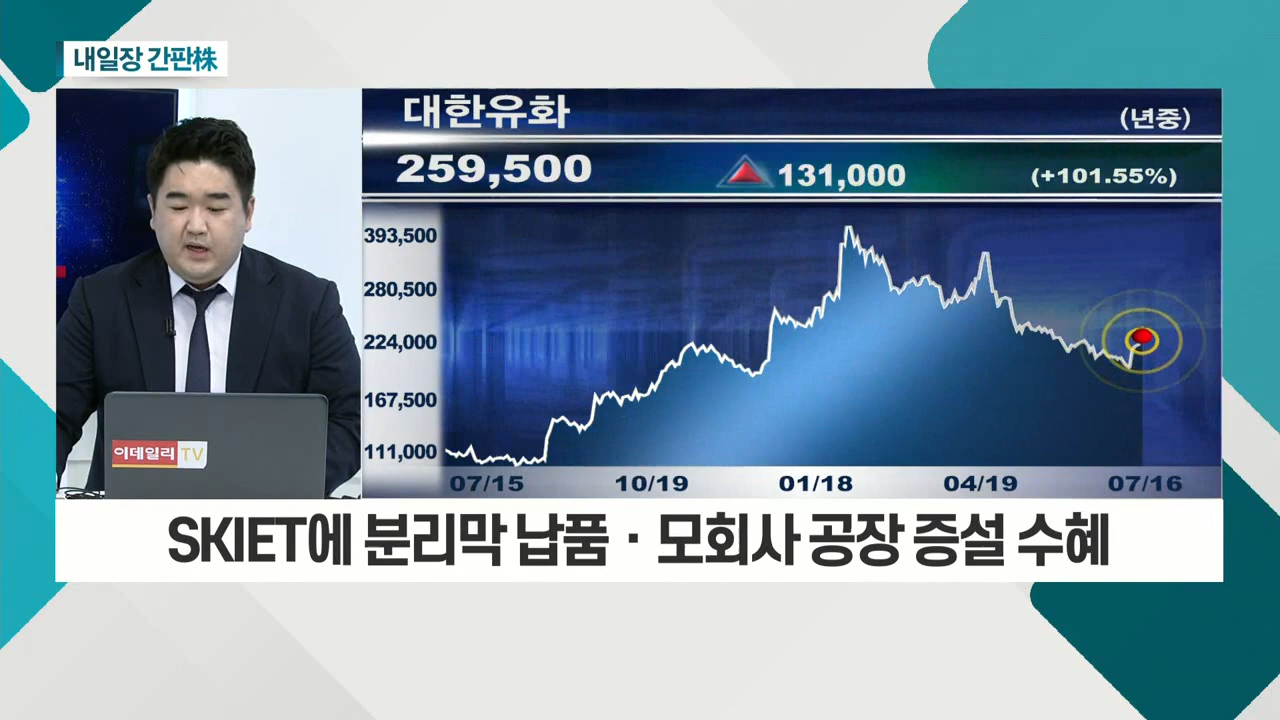 내일장 간판株
대한유화
(년중)
259,500
131,000
(+101.55%)
393,500
280,500
224,000
167,500
111,000
07/15 10/19 01/18 04/19 07/16
이데일리TV
SKIET에 분리막 납품 · 모회사 공장 증설 수혜